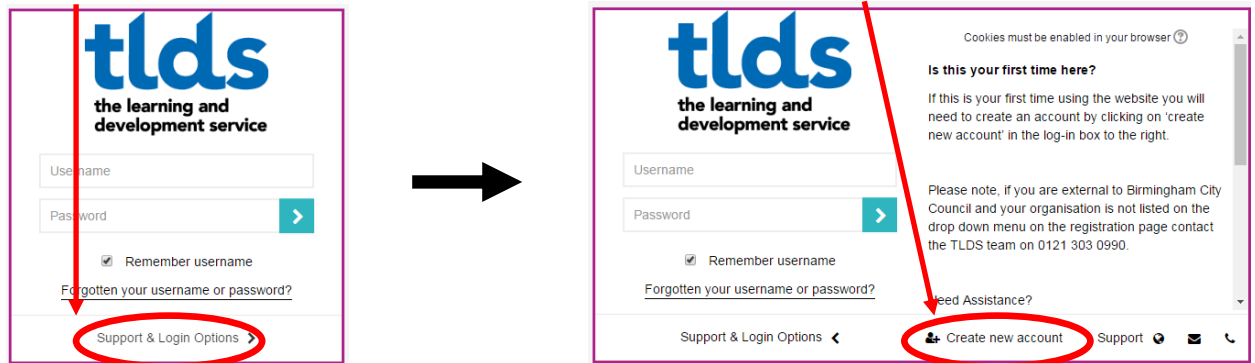 tlds
the learning and
development service
Username
Password
Remember username
Forgotten your username or password?
Support & Login Options
tlds
the learning and
development service
Username
Password
Remember username
Forgotten your username or password?
Support & Login Options
Cookies must be enabled in your browser ?
Is this your first time here?
If this is your first time using the website you will
need to create an account by clicking on ‘create
new account’ in the log-in box to the right.
Please note, if you are external to Birmingham City
Council and your organisation is not listed on the
drop down menu on the registration page contact
the TLDS team on 0121 303 0990.
Need Assistance?
Create new account
Support